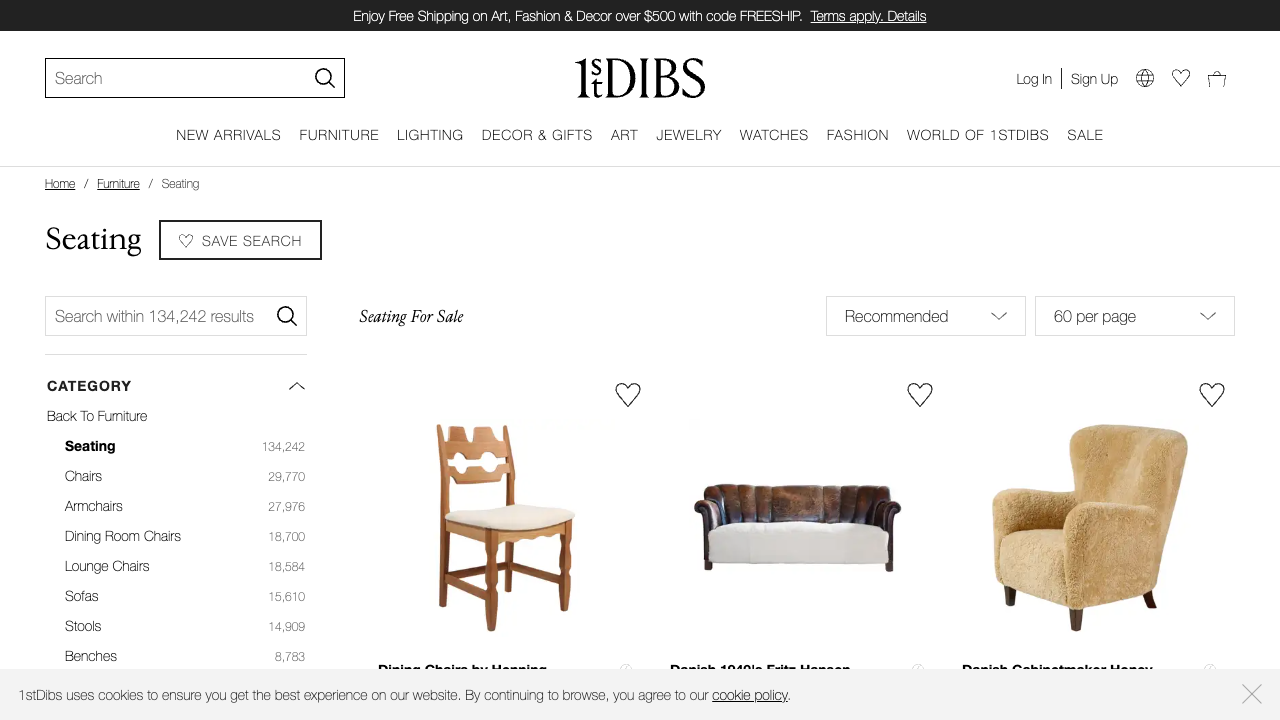 Enjoy Free Shipping on Art, Fashion & Decor over $500 with code FREESHIP. Terms apply. Details
Search
1stDIBS
Log In
Sign Up
NEW ARRIVALS FURNITURE LIGHTING DECOR & GIFTS ART JEWELRY WATCHES FASHION WORLD OF 1STDIBS SALE
Home / Furniture / Seating
Seating
SAVE SEARCH
Search within 134,242 results
Seating For Sale
Recommended
60 per page
CATEGORY
Back To Furniture
Seating 134,242
Chairs 29,770
Armchairs 27,976
Dining Room Chairs 18,700
Lounge Chairs 18,584
Sofas 15,610
Stools 14,909
Benches 8,783
Dining Chairs by Henning
Danish 1940's Fritz Hansen
Danish Cabinetmaker Honey
1stDibs uses cookies to ensure you get the best experience on our website. By continuing to browse, you agree to our cookie policy.